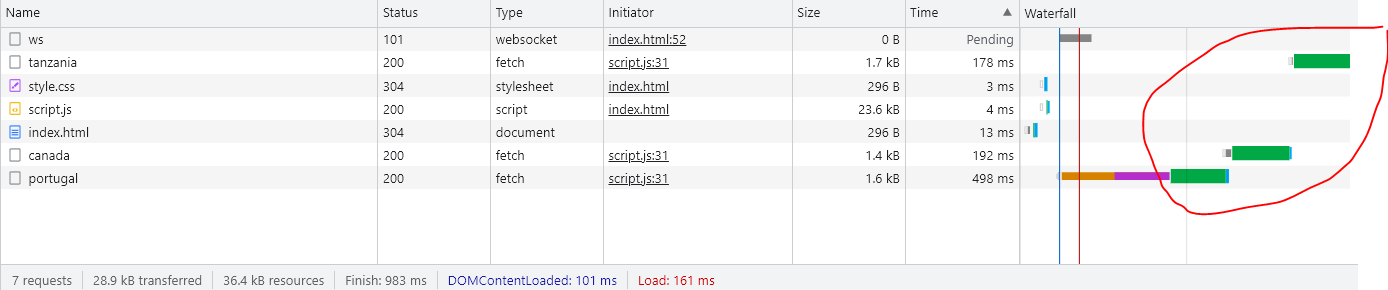 Name Status Type Initiator Size Time Waterfall
ws 101 websocket index.html:52 0 B Pending
tanzania 200 fetch script.js:31 1.7 kB 178 ms
style.css 304 stylesheet index.html 296 B 3 ms
script.js 200 script index.html 23.6 kB 4 ms
index.html 304 document 296 B 13 ms
canada 200 fetch script.js:31 1.4 kB 192 ms
portugal 200 fetch script.js:31 1.6 kB 498 ms
7 requests 28.9 kB transferred 36.4 kB resources Finish: 983 ms DOMContentLoaded: 101 ms Load: 161 ms